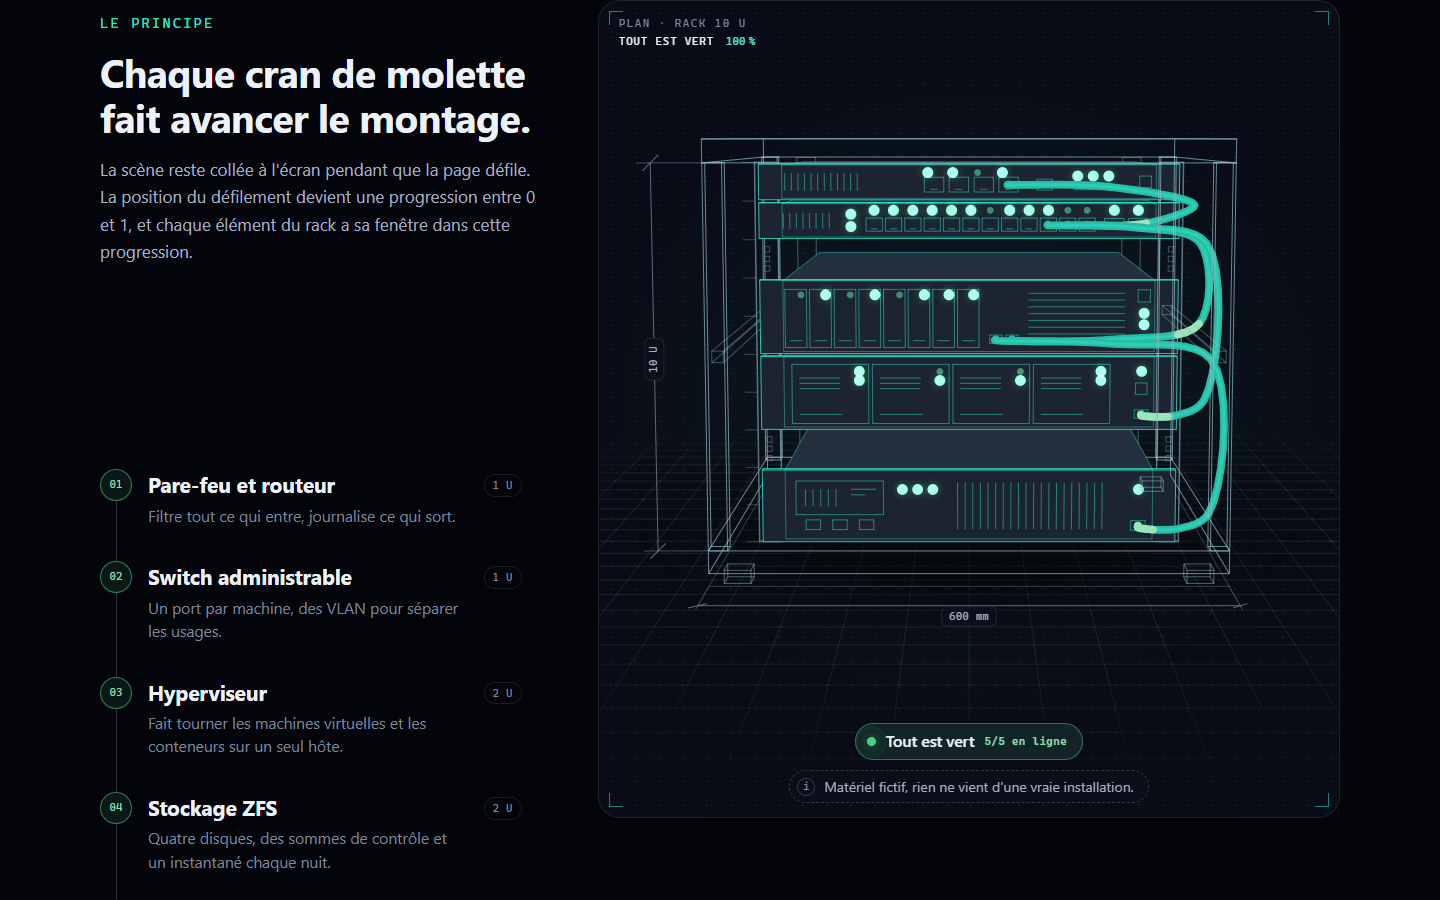 LE PRINCIPE
Chaque cran de molette
fait avancer le montage.
La scène reste collée à l'écran pendant que la page défile.
La position du défilement devient une progression entre 0
et 1, et chaque élément du rack a sa fenêtre dans cette
progression.
01
Pare-feu et routeur
1 U
Filtre tout ce qui entre, journalise ce qui sort.
02
Switch administrable
1 U
Un port par machine, des VLAN pour séparer
les usages.
03
Hyperviseur
2 U
Fait tourner les machines virtuelles et les
conteneurs sur un seul hôte.
04
Stockage ZFS
2 U
Quatre disques, des sommes de contrôle et
un instantané chaque nuit.
PLAN · RACK 10 U
TOUT EST VERT 100 %
10 U
600 mm
Tout est vert 5/5 en ligne
i Matériel fictif, rien ne vient d'une vraie installation.